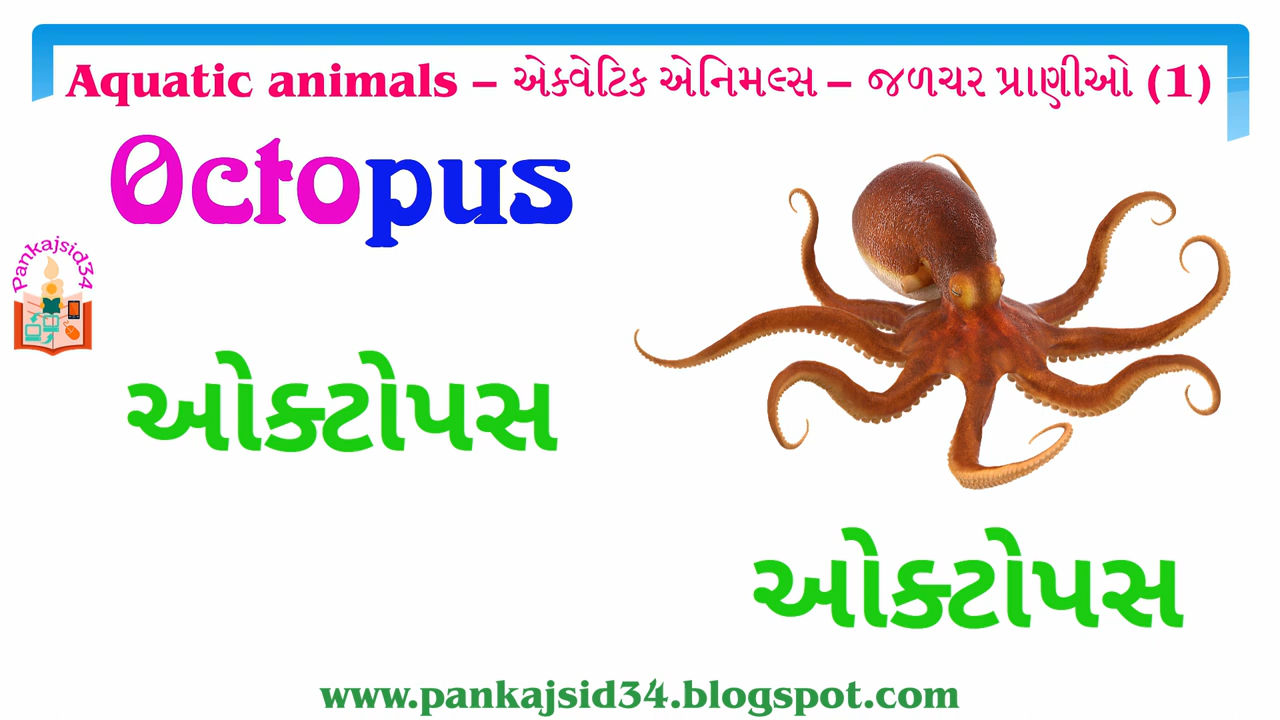 Aquatic animals – એક્વેટિક એનિમલ્સ – જળચર પ્રાણીઓ (1)
Octopus
Pankajsid34
ઓક્ટોપસ
ઓક્ટોપસ
www.pankajsid34.blogspot.com